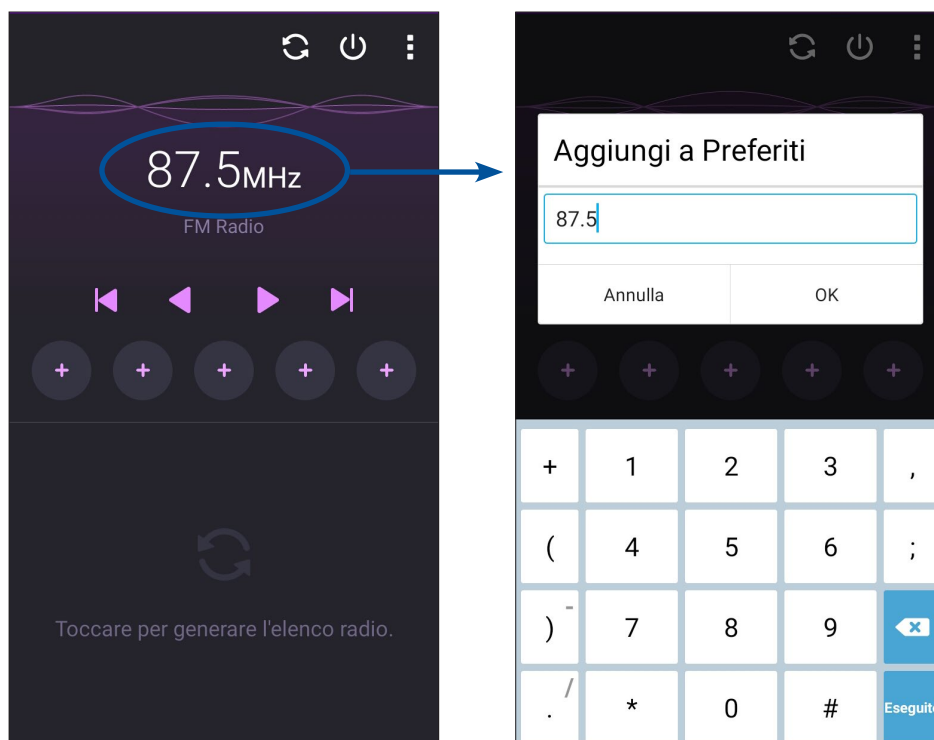 87.5MHz
FM Radio
+ + + + +
Toccare per generare l'elenco radio.
Aggiungi a Preferiti
87.5
Annulla OK
+ + + + +
+ 1 2 3 ,
( 4 5 6 ;
) - 7 8 9
. / * 0 # Eseguito